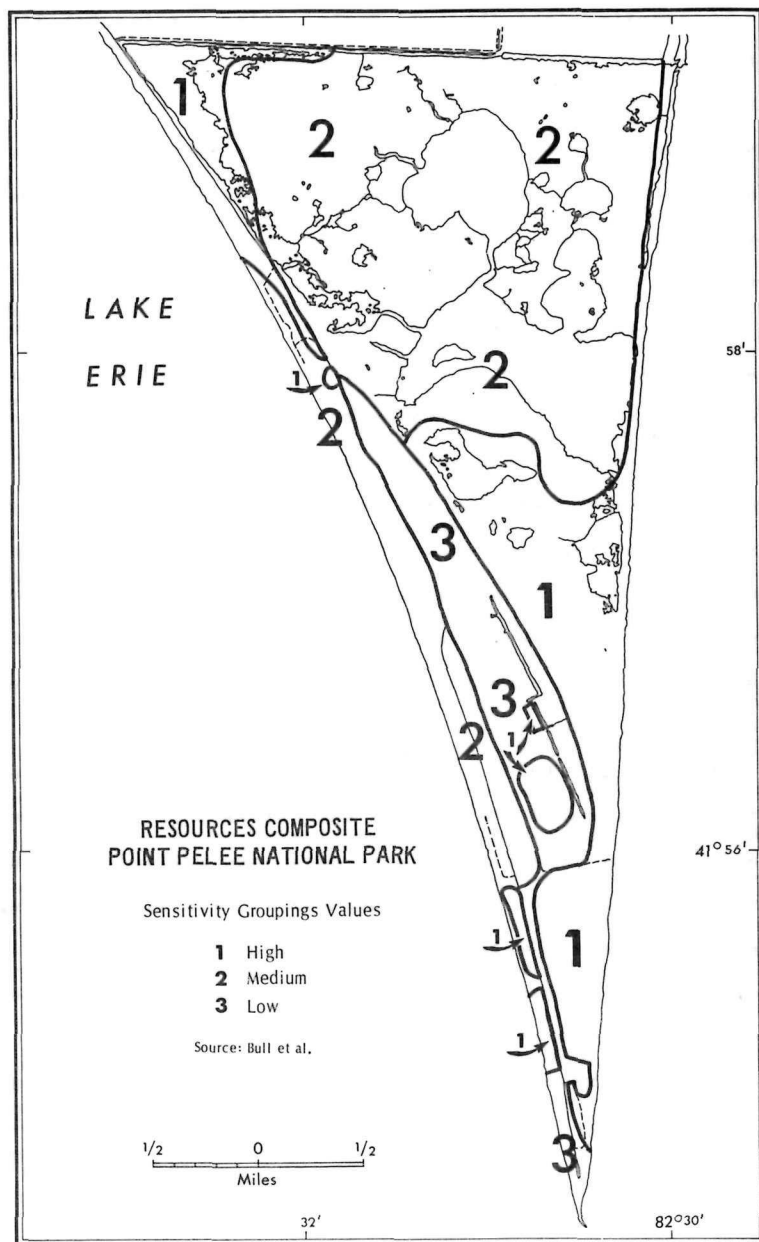 1
2
2
LAKE
ERIE
58'
2
1
2
3
1
3
1
2
RESOURCES COMPOSITE
POINT PELEE NATIONAL PARK
41° 56'
Sensitivity Groupings Values
1 High
2 Medium
3 Low
Source: Bull et al.
1
1
1
3
1/2 0 1/2
Miles
32' 82° 30'